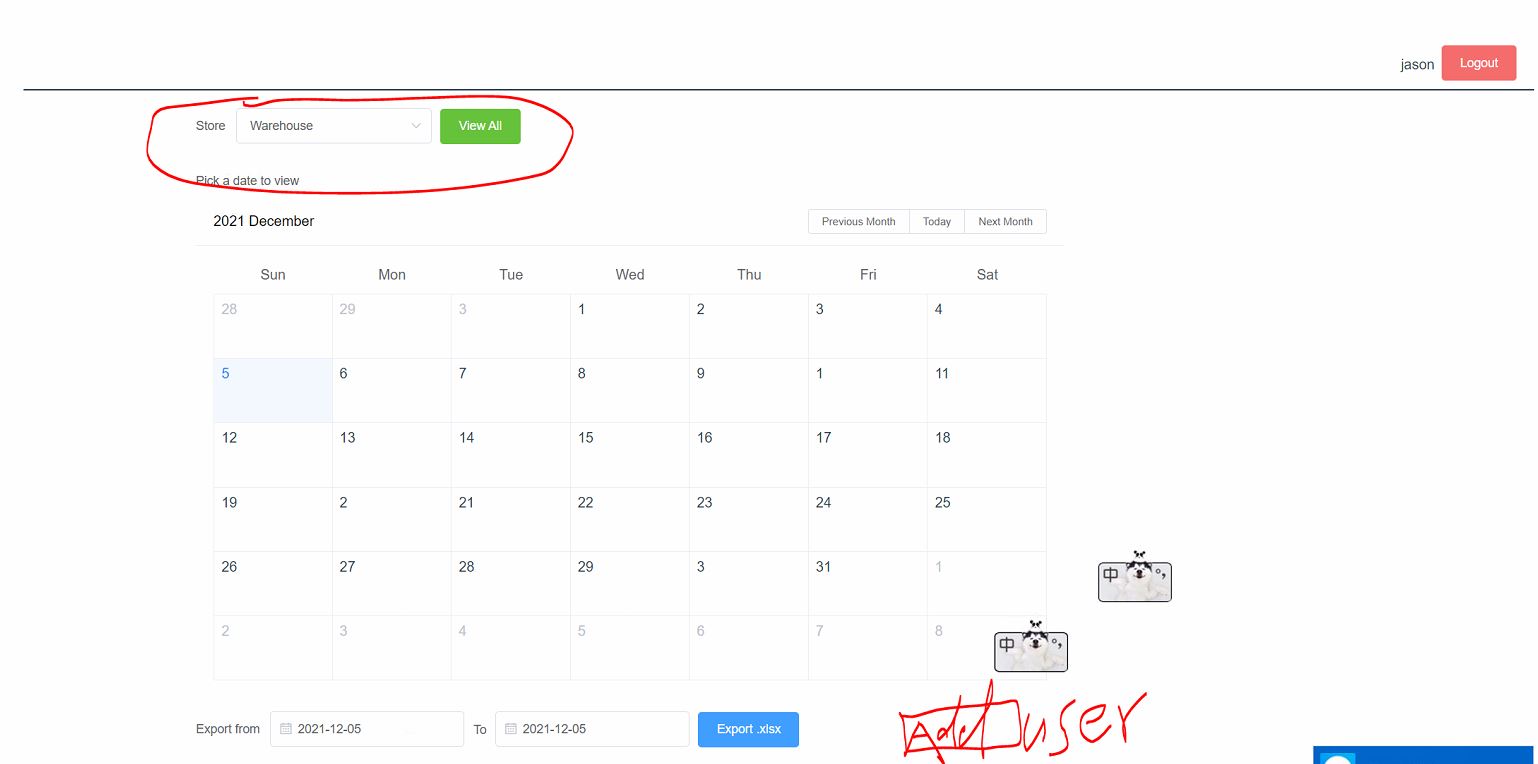 jason Logout
Store Warehouse View All
Pick a date to view
2021 December Previous Month Today Next Month
Sun Mon Tue Wed Thu Fri Sat
28 29 3 1 2 3 4
5 6 7 8 9 1 11
12 13 14 15 16 17 18
19 2 21 22 23 24 25
26 27 28 29 3 31 1
2 3 4 5 6 7 8
中 °,
中 °,
Export from 2021-12-05 To 2021-12-05 Export .xlsx
Add user